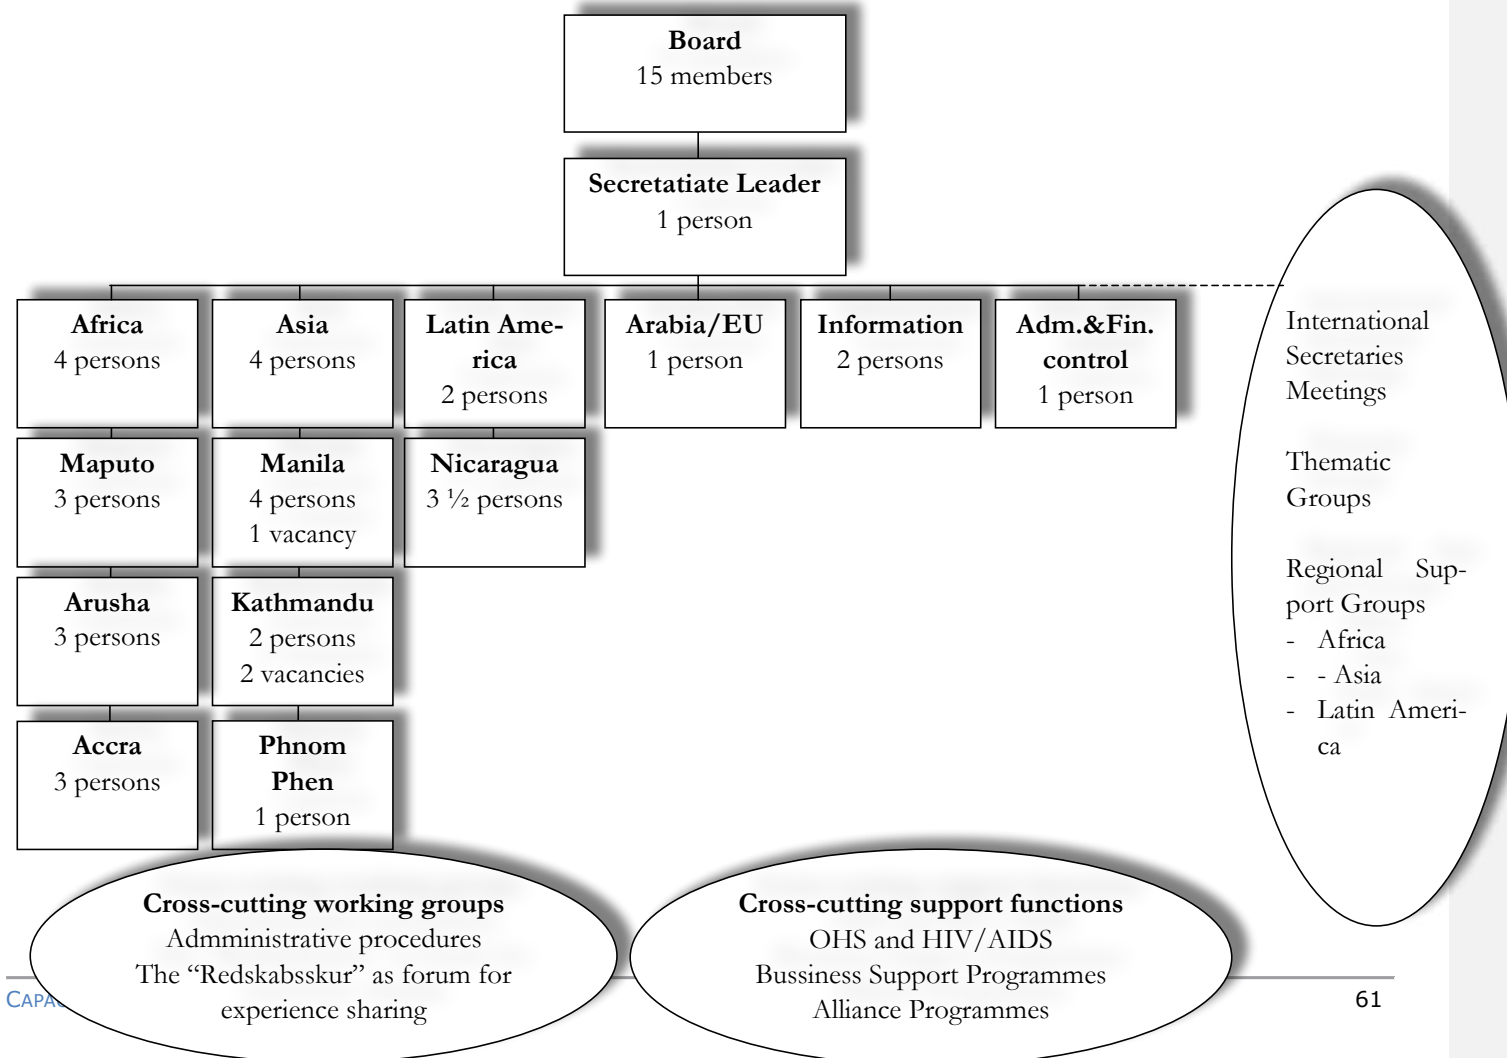 Board
15 members
Secretatiate Leader
1 person
Africa
4 persons
Asia
4 persons
Latin Ame-
rica
2 persons
Arabia/EU
1 person
Information
2 persons
Adm.&Fin.
control
1 person
Maputo
3 persons
Manila
4 persons
1 vacancy
Nicaragua
3 ½ persons
Arusha
3 persons
Kathmandu
2 persons
2 vacancies
Accra
3 persons
Phnom
Phen
1 person
International
Secretaries
Meetings
Thematic
Groups
Regional Sup-
port Groups
- Africa
- - Asia
- Latin Ameri-
ca
Cross-cutting working groups
Admministrative procedures
The “Redskabsskur” as forum for
experience sharing
Cross-cutting support functions
OHS and HIV/AIDS
Bussiness Support Programmes
Alliance Programmes
61